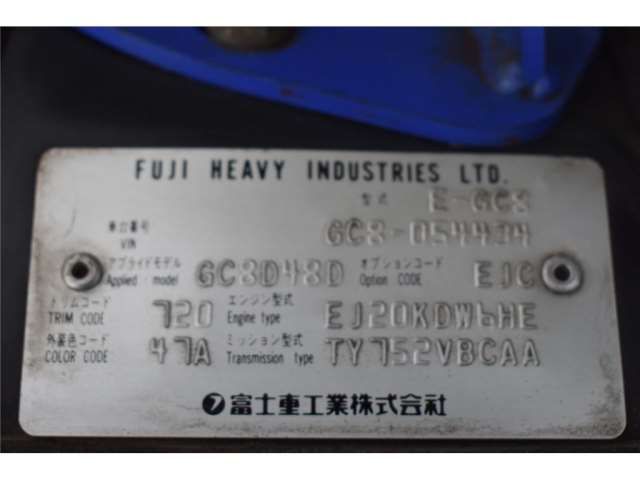 FUJI HEAVY INDUSTRIES LTD.
型式 E-GC8
車台番号 VIN GC8-054434
アプライドモデル Applied model GC8D48D オプションコード Option CODE EJC
トリムコード TRIM CODE 720 エンジン型式 Engine type EJ20KDW6HE
外装色コード COLOR CODE 47A ミッション型式 Transmission type TY752VBCAA
富士重工業株式会社